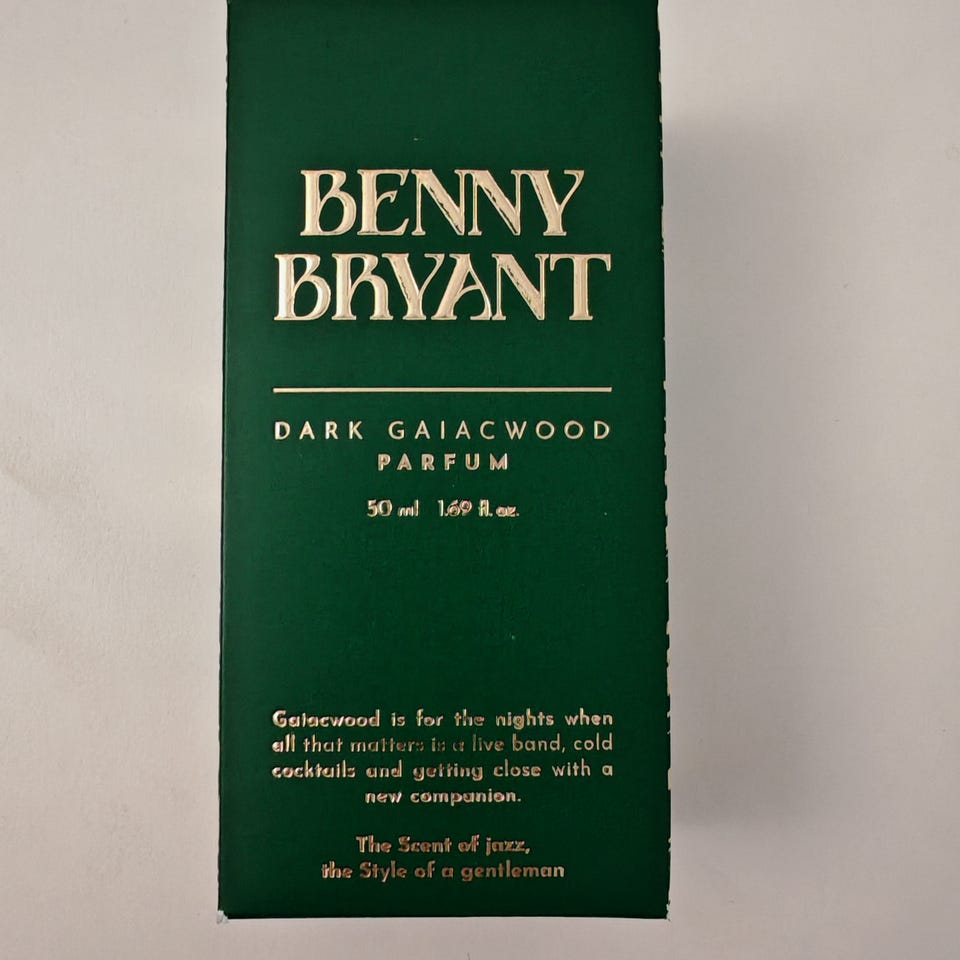 BENNY
BRYANT
DARK GAIACWOOD
PARFUM
50 ml 1.69 fl. oz.
Gaiacwood is for the nights when
all that matters is a live band, cold
cocktails and getting close with a
new companion.
The Scent of jazz,
the Style of a gentleman